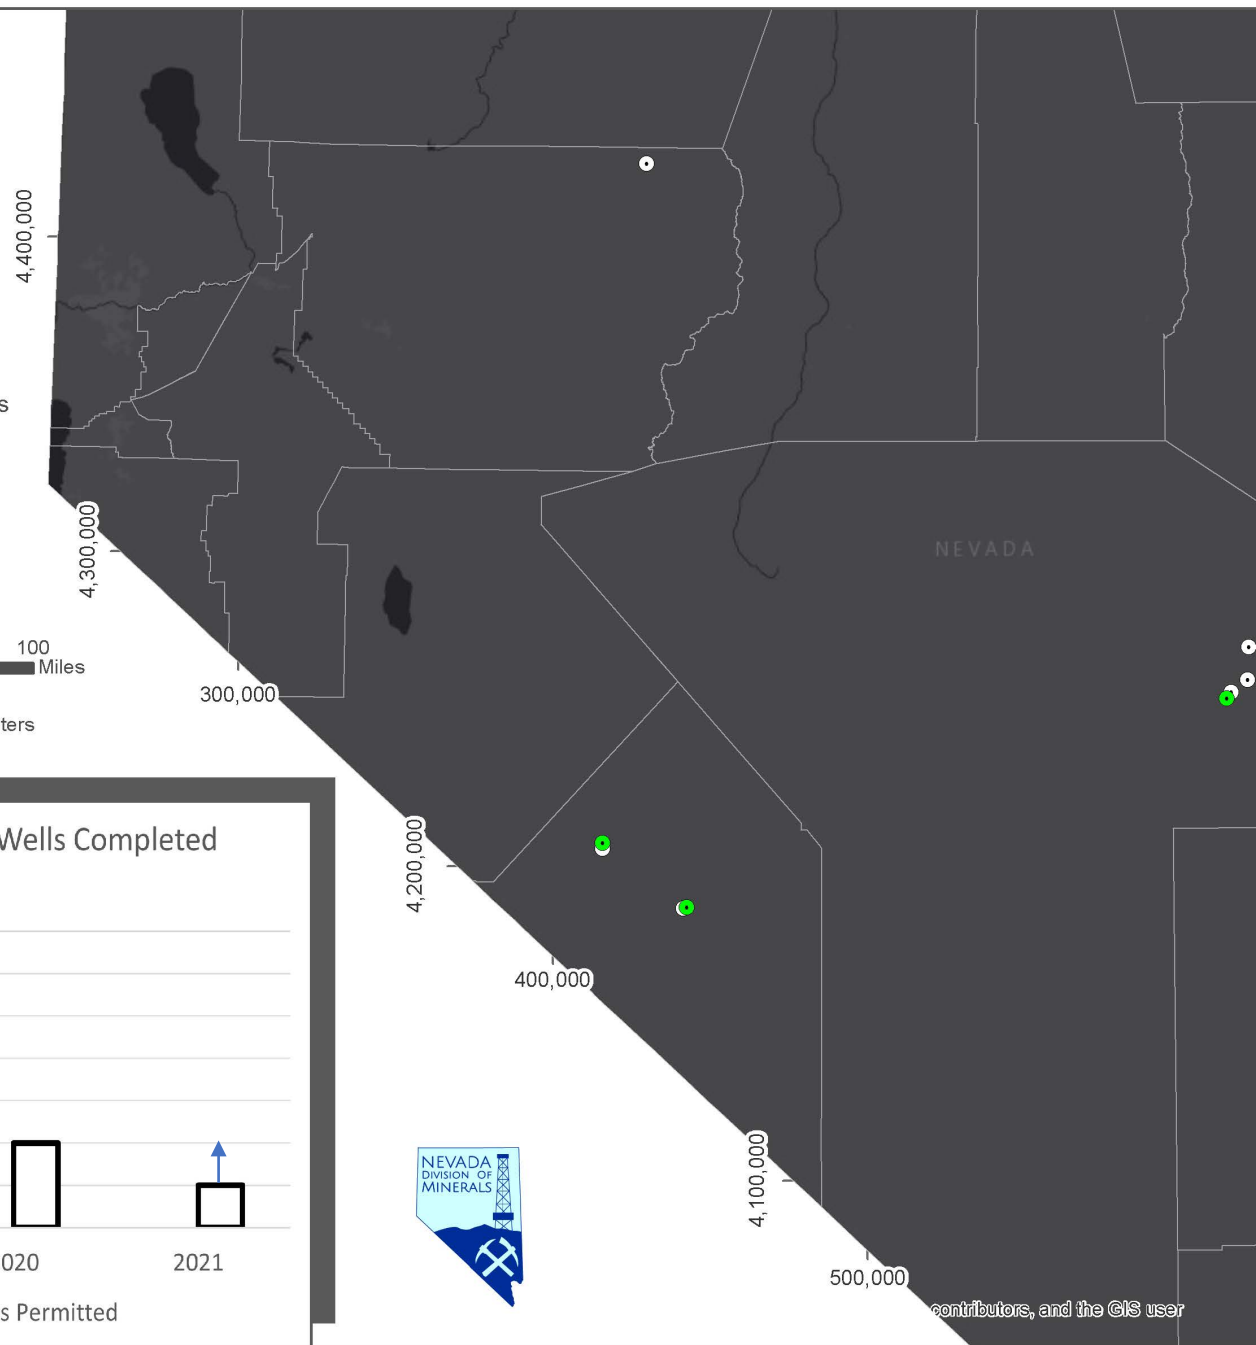 4,400,000
s
4,300,000
NEVADA
100
Miles
300,000
ters
Wells Completed
4,200,000
400,000
NEVADA
DIVISION OF
MINERALS
4,100,000
020
2021
500,000
s Permitted
contributors, and the GIS user